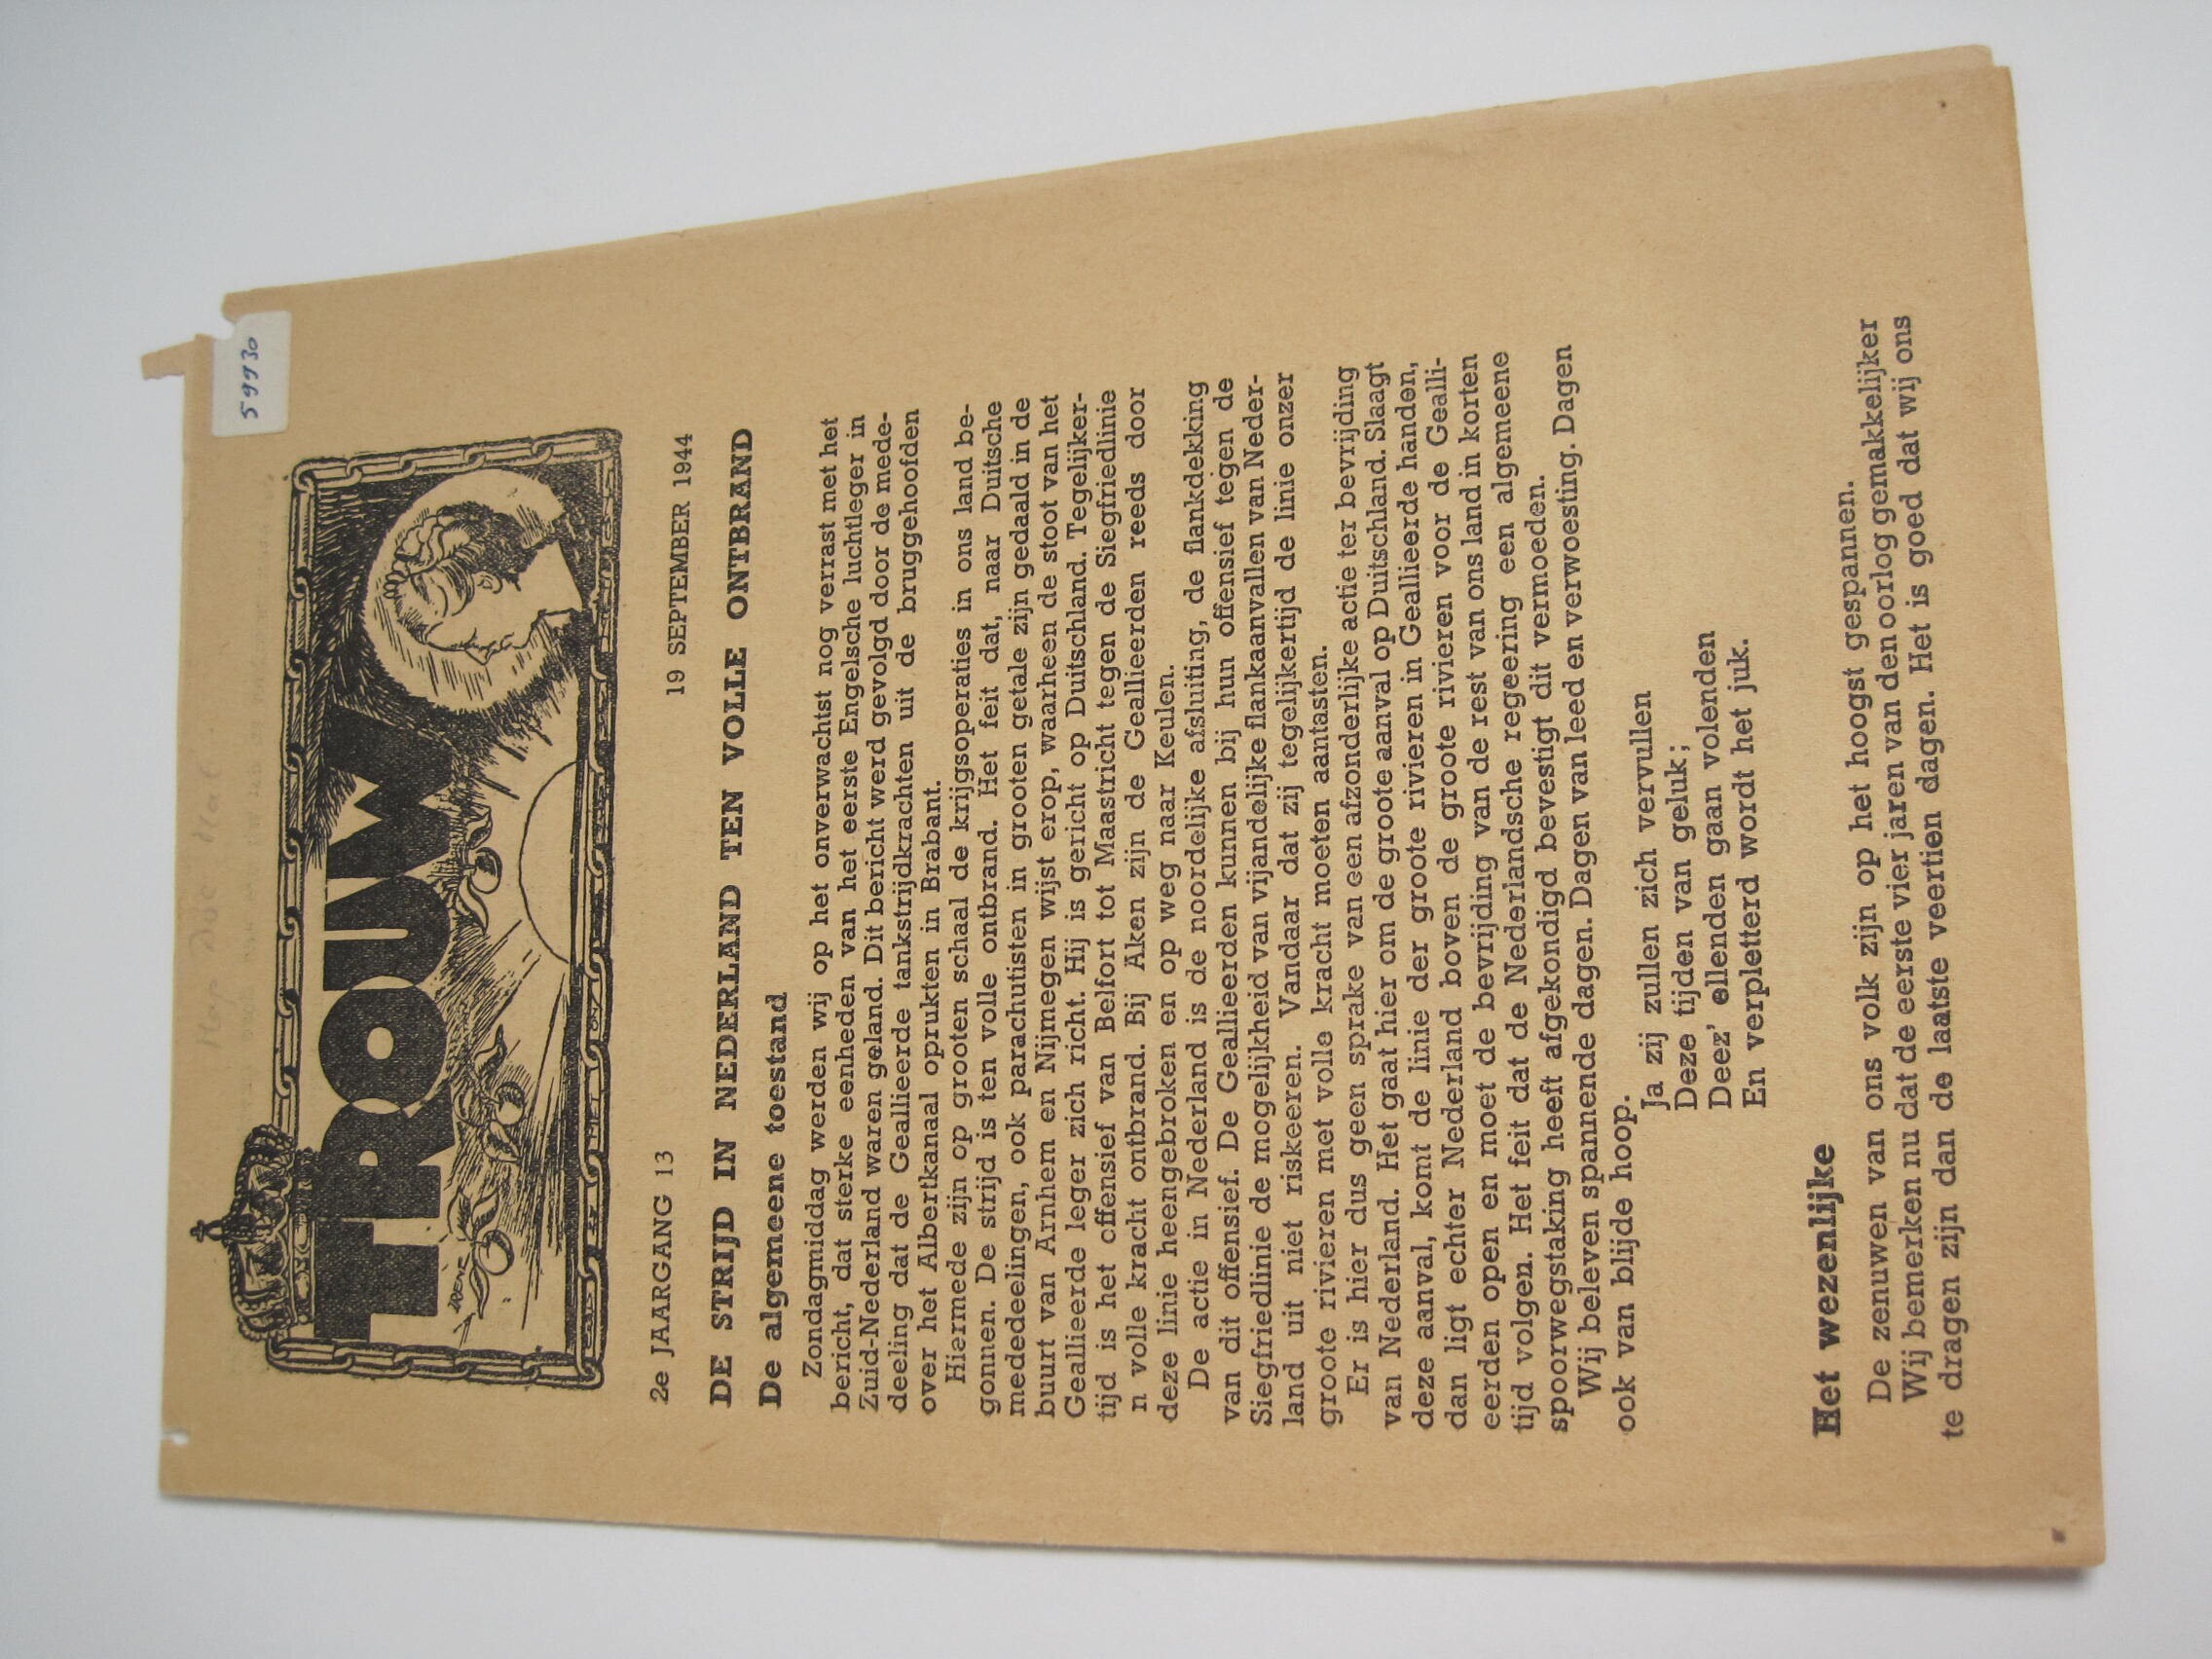 59930
TROUW
2e JAARGANG 13
19 SEPTEMBER 1944
DE STRIJD IN NEDERLAND TEN VOLLE ONTBRAND
De algemeene toestand
Zondagmiddag werden wij op het onverwachtst nog verrast met het
bericht, dat sterke eenheden van het eerste Engelsche luchtleger in
Zuid-Nederland waren geland. Dit bericht werd gevolgd door de mede-
deeling dat de Geallieerde tankstrijdkrachten uit de bruggehoofden
over het Albertkanaal oprukten in Brabant.
Hiermede zijn op grooten schaal de krijgsoperaties in ons land be-
gonnen. De strijd is ten volle ontbrand. Het feit dat, naar Duitsche
mededeelingen, ook parachutisten in grooten getale zijn gedaald in de
buurt van Arnhem en Nijmegen wijst erop, waarheen de stoot van het
Geallieerde leger zich richt. Hij is gericht op Duitschland. Tegelijker-
tijd is het offensief van Belfort tot Maastricht tegen de Siegfriedlinie
n volle kracht ontbrand. Bij Aken zijn de Geallieerden reeds door
deze linie heengebroken en op weg naar Keulen.
De actie in Nederland is de noordelijke afsluiting, de flankdekking
van dit offensief. De Geallieerden kunnen bij hun offensief tegen de
Siegfriedlinie de mogelijkheid van vijandelijke flankaanvallen van Neder-
land uit niet riskeeren. Vandaar dat zij tegelijkertijd de linie onzer
groote rivieren met volle kracht moeten aantasten.
Er is hier dus geen sprake van een afzonderlijke actie ter bevrijding
van Nederland. Het gaat hier om de groote aanval op Duitschland. Slaagt
deze aanval, komt de linie der groote rivieren in Geallieerde handen,
dan ligt echter Nederland boven de groote rivieren voor de Gealli-
eerden open en moet de bevrijding van de rest van ons land in korten
tijd volgen. Het feit dat de Nederlandsche regeering een algemeene
spoorwegstaking heeft afgekondigd bevestigt dit vermoeden.
Wij beleven spannende dagen. Dagen van leed en verwoesting. Dagen
ook van blijde hoop.
Ja zij zullen zich vervullen
Deze tijden van geluk;
Deez' ellenden gaan volenden
En verpletterd wordt het juk.
Het wezenlijke
De zenuwen van ons volk zijn op het hoogst gespannen.
Wij bemerken nu dat de eerste vier jaren van den oorlog gemakkelijker
te dragen zijn dan de laatste veertien dagen. Het is goed dat wij ons